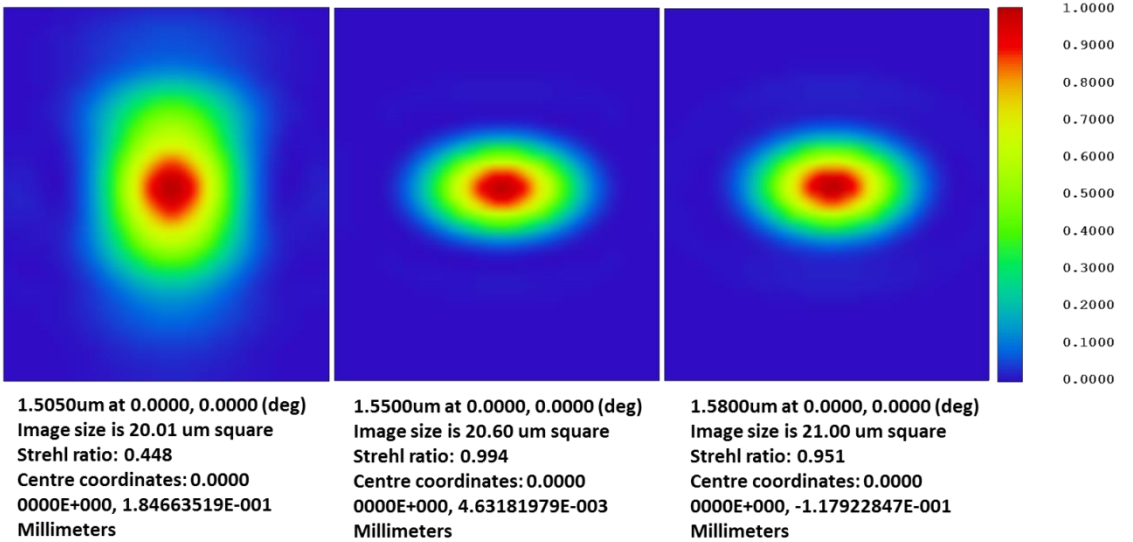 1.0000
0.9000
0.8000
0.7000
0.6000
0.5000
0.4000
0.3000
0.2000
0.1000
0.0000
1.5050um at 0.0000, 0.0000 (deg)
Image size is 20.01 um square
Strehl ratio: 0.448
Centre coordinates: 0.0000
0000E+000, 1.84663519E-001
Millimeters
1.5500um at 0.0000, 0.0000 (deg)
Image size is 20.60 um square
Strehl ratio: 0.994
Centre coordinates: 0.0000
0000E+000, 4.63181979E-003
Millimeters
1.5800um at 0.0000, 0.0000 (deg)
Image size is 21.00 um square
Strehl ratio: 0.951
Centre coordinates: 0.0000
0000E+000, -1.17922847E-001
Millimeters